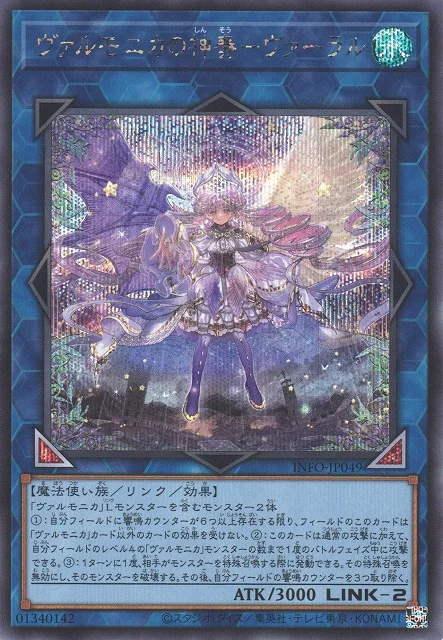 ヴァルモニカの神奏－ヴァーラル
INFO-JP049
【魔法使い族／リンク／効果】
「ヴァルモニカ」Lモンスターを含むモンスター2体
①：自分フィールドに響鳴カウンターが6つ以上存在する限り、フィールドのこのカードは
「ヴァルモニカ」カード以外のカードの効果を受けない。②：このカードは通常の攻撃に加えて、
自分フィールドのレベル4の「ヴァルモニカ」モンスターの数まで1度のバトルフェイズ中に攻撃
できる。③：1ターンに1度、相手がモンスターを特殊召喚する際に発動できる。その特殊召喚を
無効にし、そのモンスターを破壊する。その後、自分フィールドの響鳴カウンターを3つ取り除く。
ATK/3000 LINK-2
01340142 ©スタジオ・ダイス／集英社・テレビ東京・KONAMI